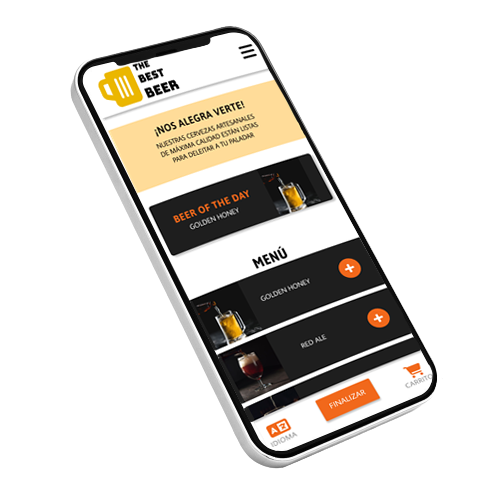 THE
BEST
BEER
¡NOS ALEGRA VERTE!
NUESTRAS CERVEZAS ARTESANALES
DE MÁXIMA CALIDAD ESTÁN LISTAS
PARA DELEITAR A TU PALADAR
BEER OF THE DAY
GOLDEN HONEY
MENÚ
GOLDEN HONEY
RED ALE
A Z
IDIOMA
FINALIZAR
CARRITO